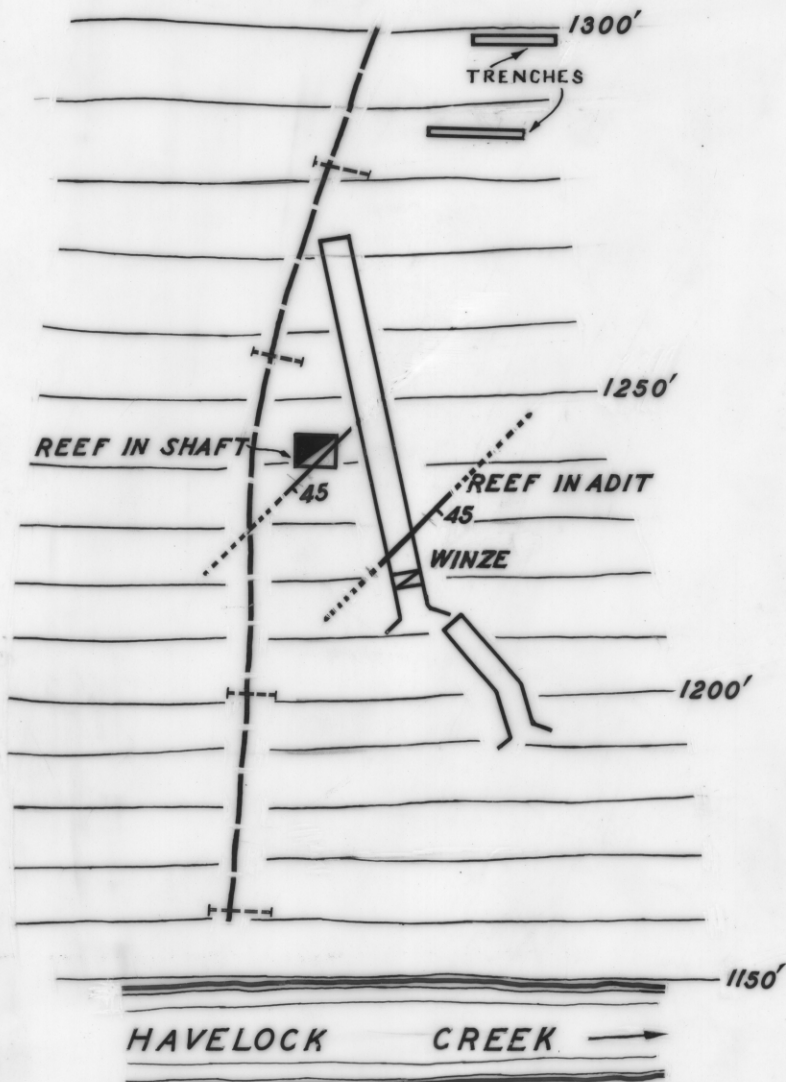 1300'
TRENCHES
1250'
REEF IN SHAFT
45
REEF IN ADIT
45
WINZE
1200'
1150'
HAVELOCK CREEK